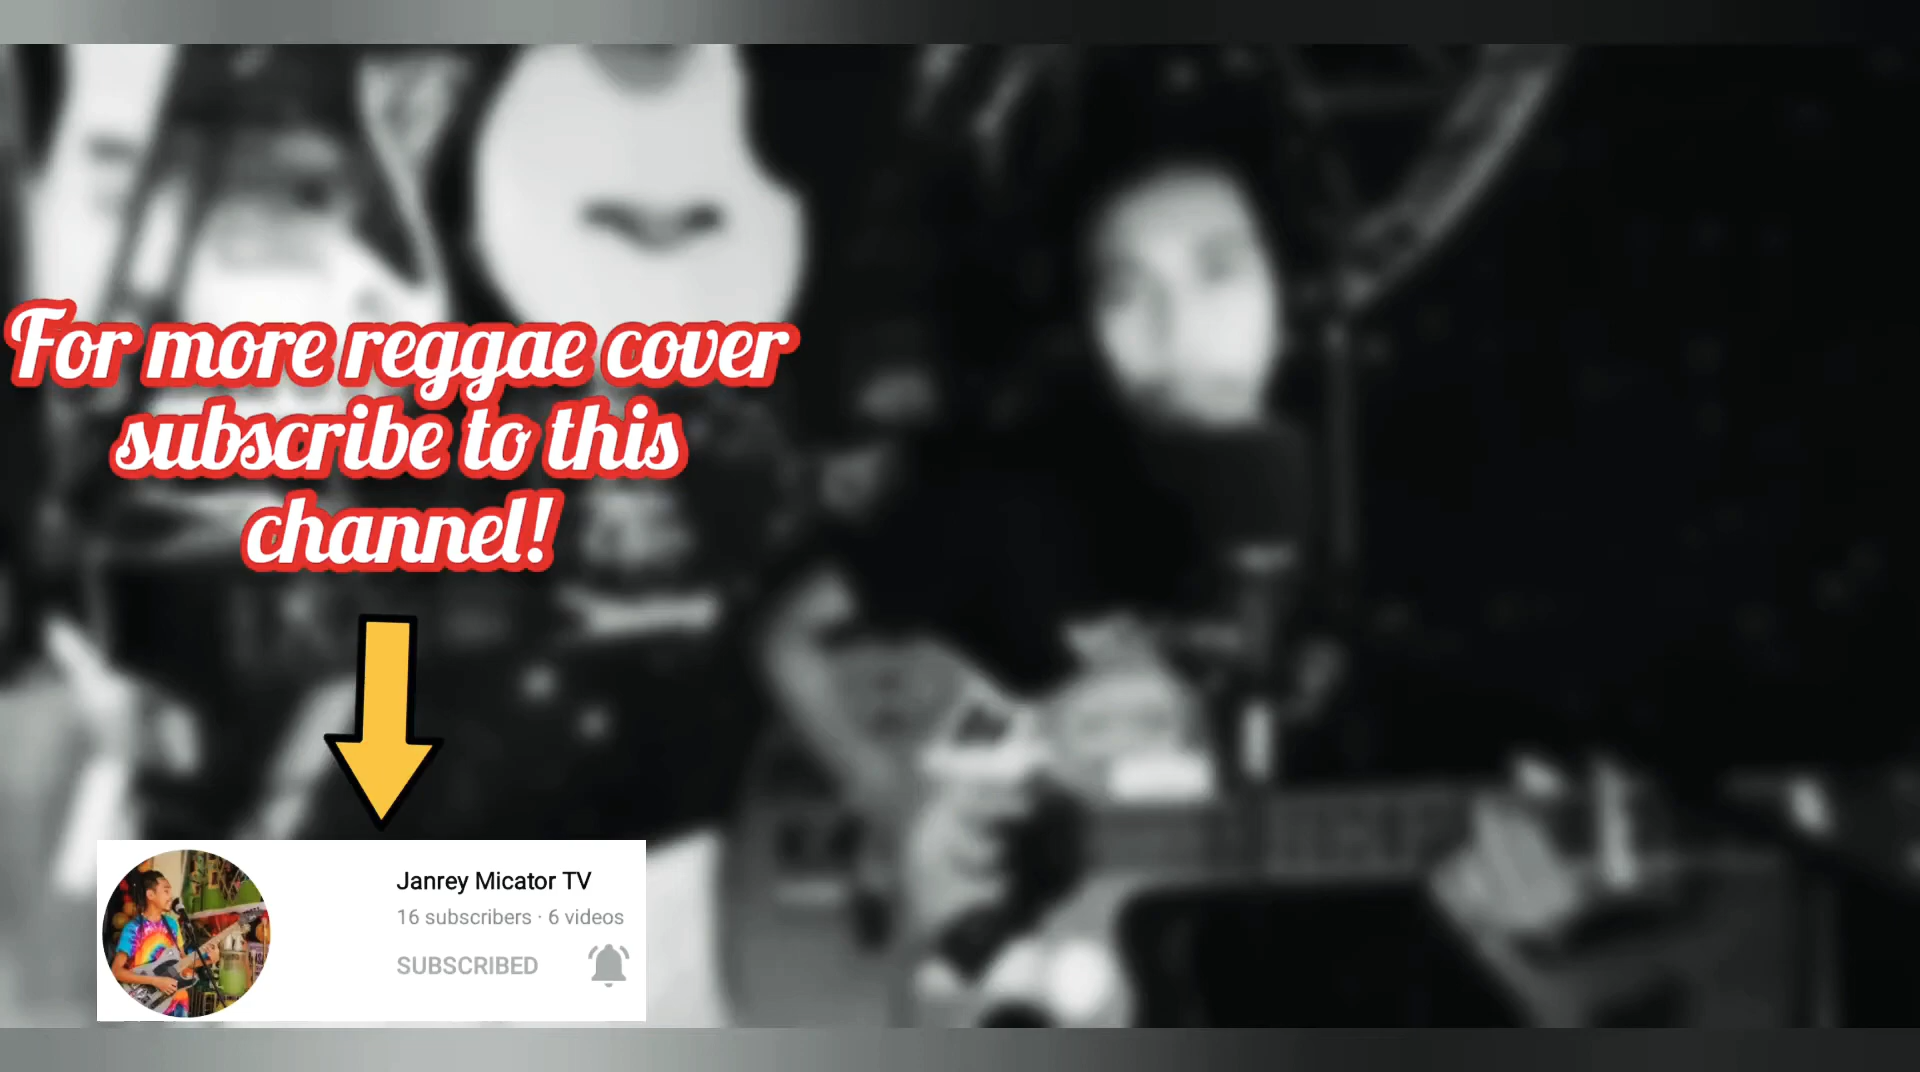 For more reggae cover
subscribe to this
channel!
Janrey Micator TV
16 subscribers · 6 videos
SUBSCRIBED